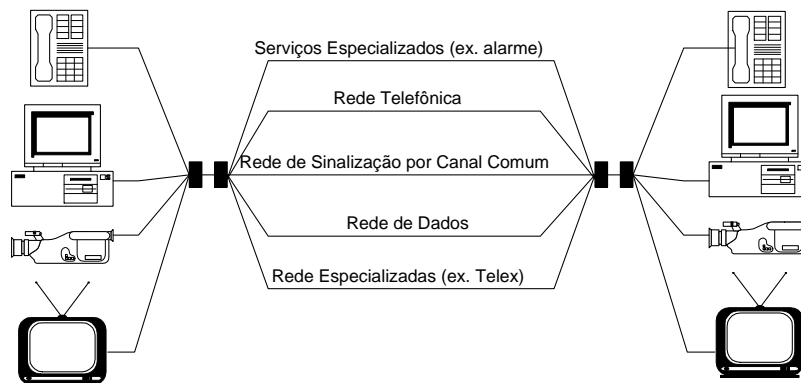 Serviços Especializados (ex. alarme)
Rede Telefônica
Rede de Sinalização por Canal Comum
Rede de Dados
Rede Especializadas (ex. Telex)